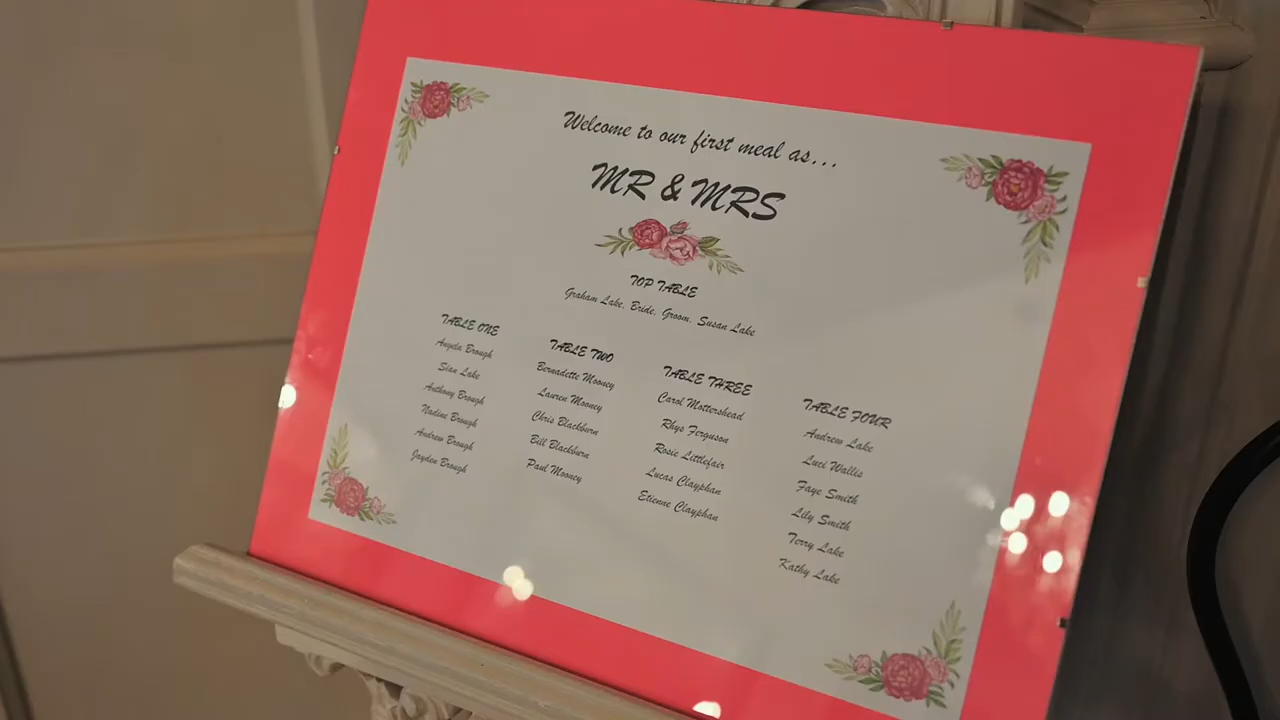 Welcome to our first meal as...
MR & MRS
TOP TABLE
Graham Lake, Bride, Groom, Susan Lake
TABLE ONE
Angela Brough
Sian Lake
Anthony Brough
Nadine Brough
Andrew Brough
Jayden Brough
TABLE TWO
Bernadette Mooney
Lauren Mooney
Chris Blackburn
Bill Blackburn
Paul Mooney
TABLE THREE
Carol Mottershead
Rhys Ferguson
Rosie Littlefair
Lucas Clayphan
Etienne Clayphan
TABLE FOUR
Andrew Lake
Luci Wallis
Faye Smith
Lily Smith
Terry Lake
Kathy Lake